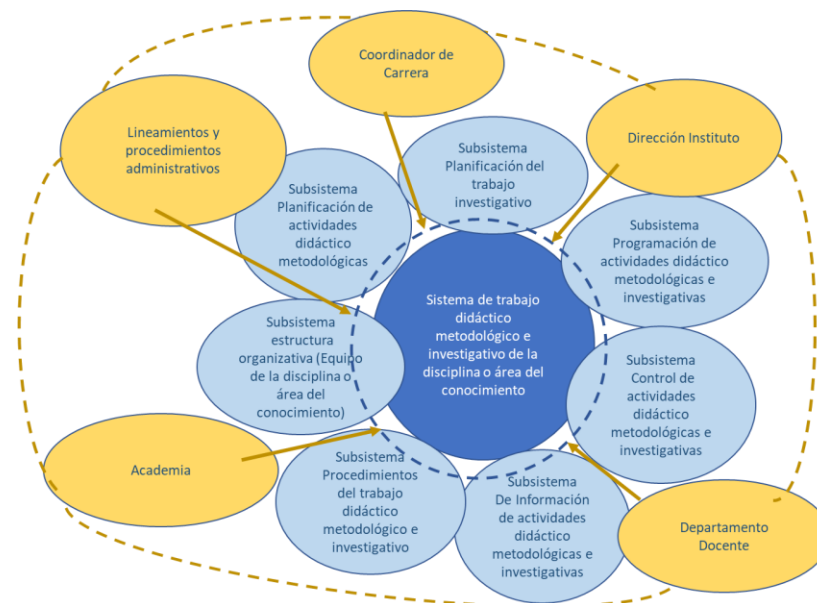 Coordinador de
Carrera
Lineamientos y
procedimientos
administrativos
Dirección Instituto
Subsistema
Planificación del
trabajo
investigativo
Subsistema
Planificación de
actividades
didáctico
metodológicas
Subsistema
Programación de
actividades didáctico
metodológicas e
investigativas
Sistema de trabajo
didáctico
metodológico e
investigativo de la
disciplina o área del
conocimiento
Subsistema
estructura
organizativa (Equipo
de la disciplina o
área del
conocimiento)
Subsistema
Control de
actividades
didáctico
metodológicas e
investigativas
Academia
Subsistema
Procedimientos
del trabajo
didáctico
metodológico e
investigativo
Subsistema
De Información
de actividades
didáctico
metodológicas e
investigativas
Departamento
Docente